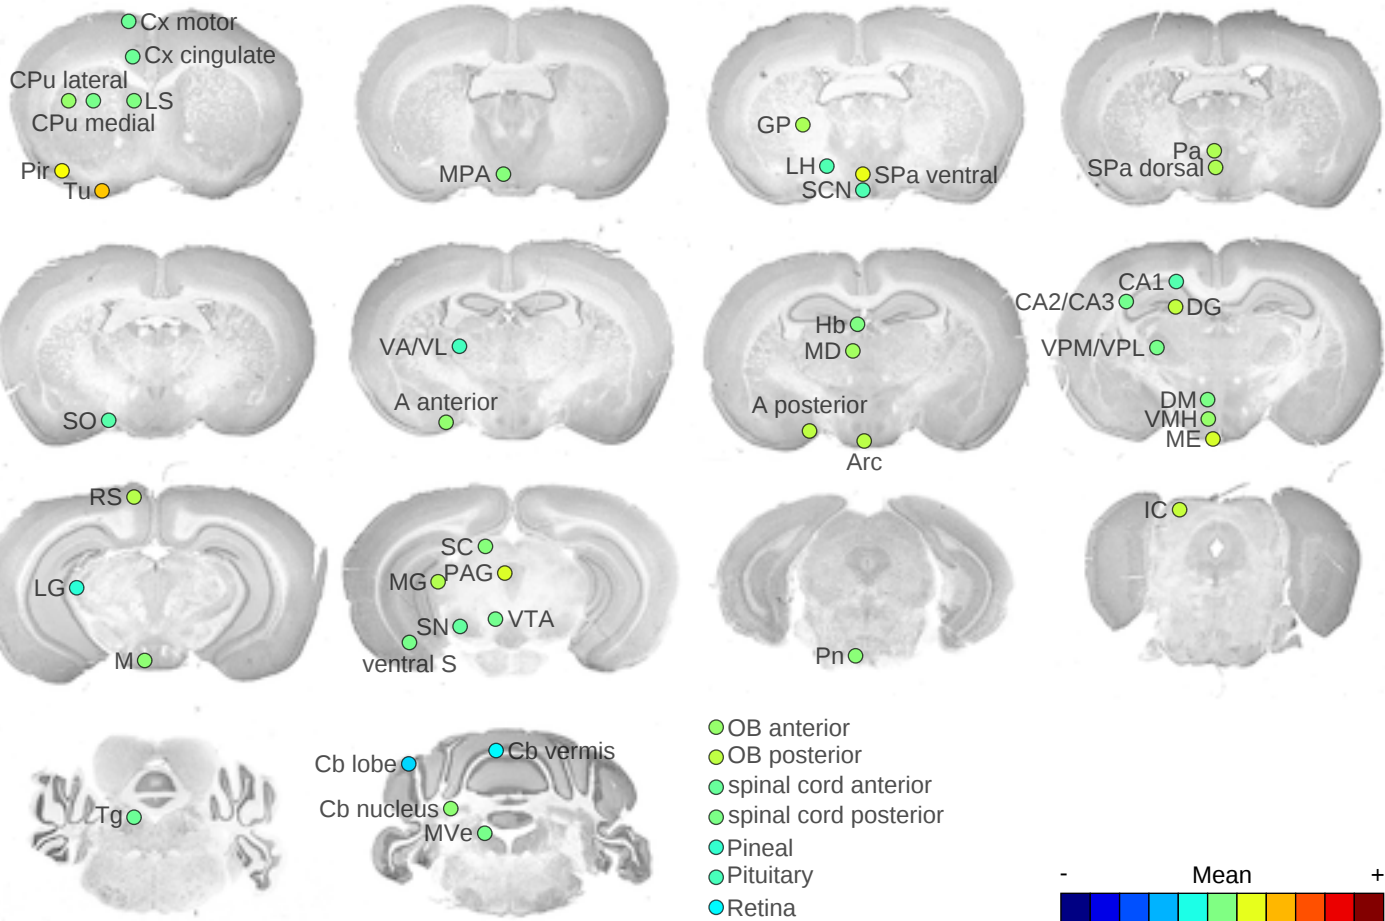 Cx motor
Cx cingulate
CPu lateral
LS
CPu medial
Pir
Tu
MPA
GP
LH
SPa ventral
SCN
Pa
SPa dorsal
SO
VA/VL
A anterior
Hb
MD
A posterior
Arc
CA1
CA2/CA3
DG
VPM/VPL
DM
VMH
ME
RS
LG
M
SC
MG
PAG
SN
VTA
ventral S
Pn
IC
Tg
Cb lobe
Cb vermis
Cb nucleus
MVe
OB anterior
OB posterior
spinal cord anterior
spinal cord posterior
Pineal
Pituitary
Retina
- Mean +